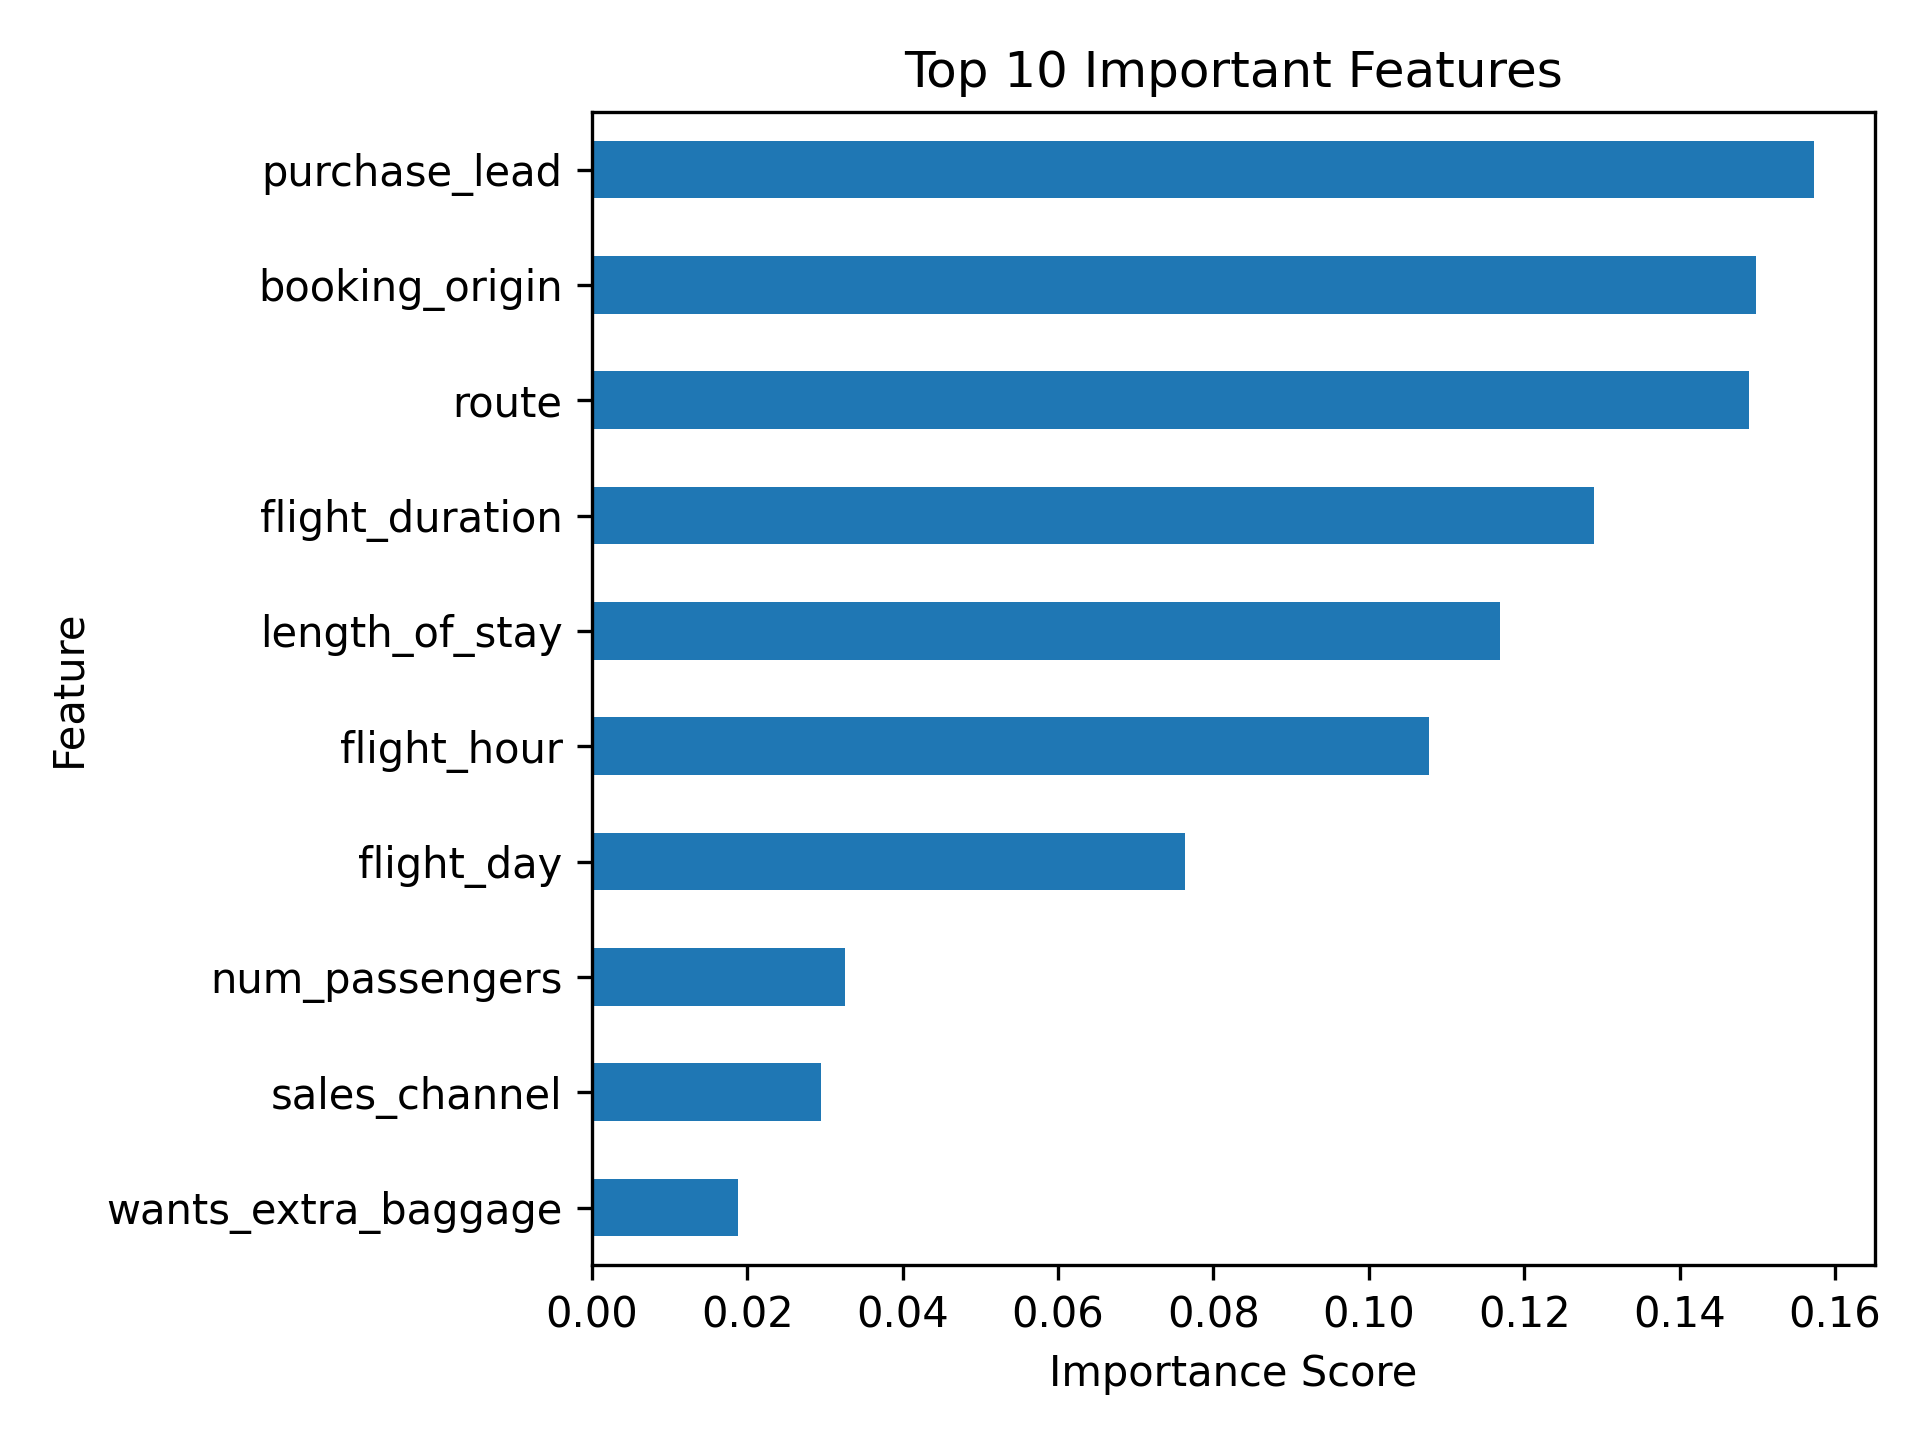 Top 10 Important Features
Feature
purchase_lead
booking_origin
route
flight_duration
length_of_stay
flight_hour
flight_day
num_passengers
sales_channel
wants_extra_baggage
0.00 0.02 0.04 0.06 0.08 0.10 0.12 0.14 0.16
Importance Score